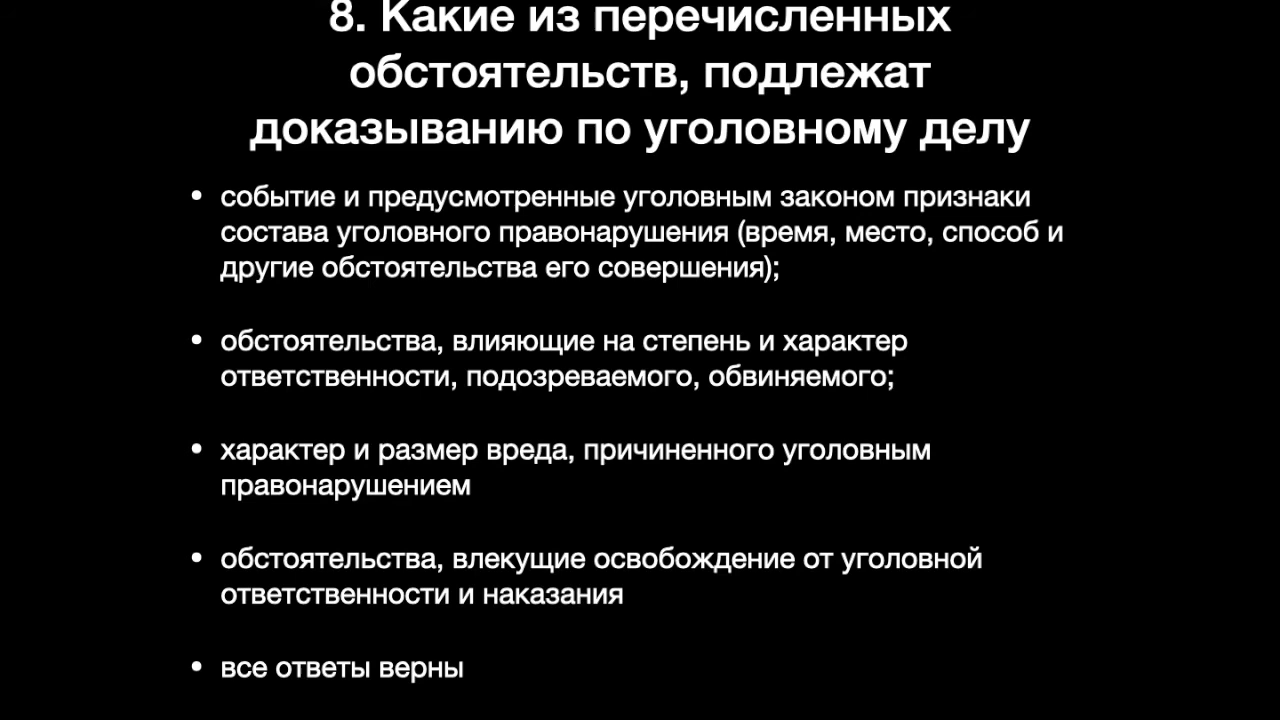 8. Какие из перечисленных
обстоятельств, подлежат
доказыванию по уголовному делу
• событие и предусмотренные уголовным законом признаки
состава уголовного правонарушения (время, место, способ и
другие обстоятельства его совершения);
• обстоятельства, влияющие на степень и характер
ответственности, подозреваемого, обвиняемого;
• характер и размер вреда, причиненного уголовным
правонарушением
• обстоятельства, влекущие освобождение от уголовной
ответственности и наказания
• все ответы верны